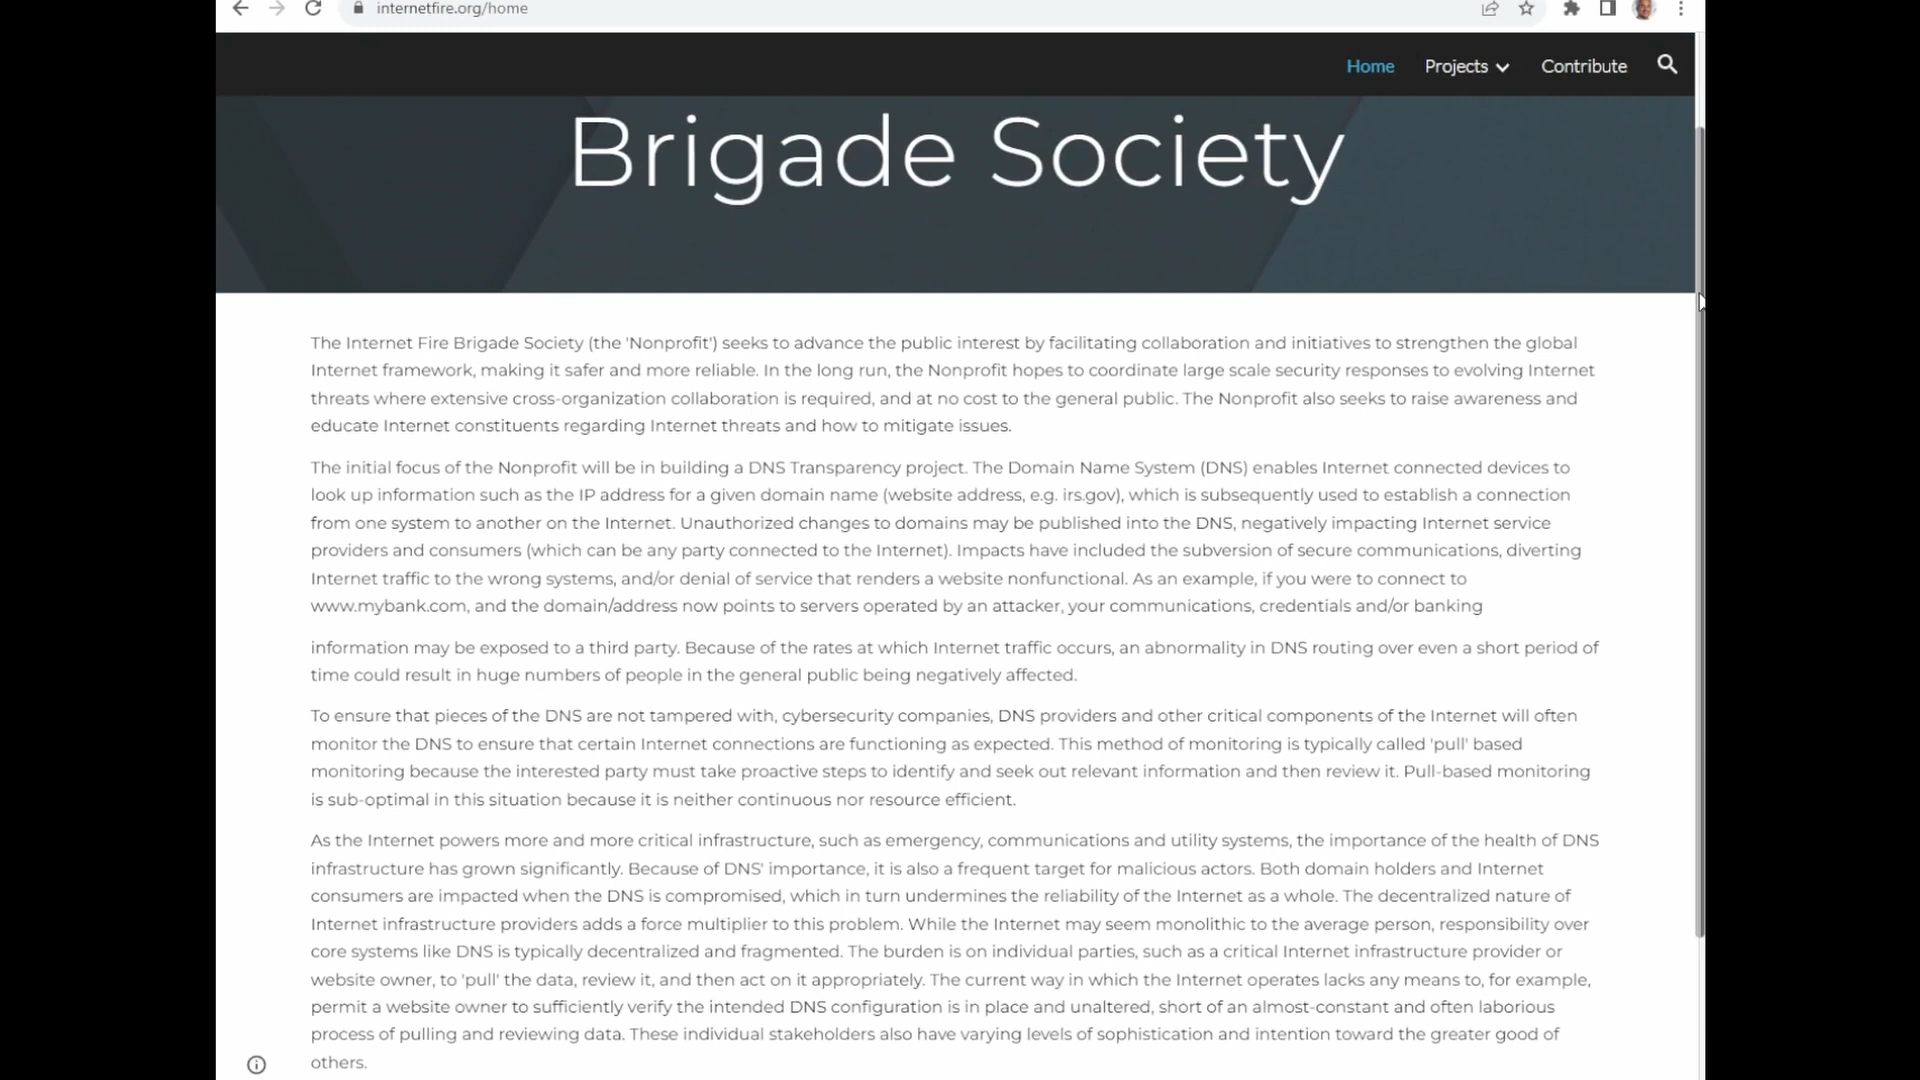 internetfire.org/home
Home Projects Contribute
Brigade Society
The Internet Fire Brigade Society (the 'Nonprofit') seeks to advance the public interest by facilitating collaboration and initiatives to strengthen the global
Internet framework, making it safer and more reliable. In the long run, the Nonprofit hopes to coordinate large scale security responses to evolving Internet
threats where extensive cross-organization collaboration is required, and at no cost to the general public. The Nonprofit also seeks to raise awareness and
educate Internet constituents regarding Internet threats and how to mitigate issues.
The initial focus of the Nonprofit will be in building a DNS Transparency project. The Domain Name System (DNS) enables Internet connected devices to
look up information such as the IP address for a given domain name (website address, e.g. irs.gov), which is subsequently used to establish a connection
from one system to another on the Internet. Unauthorized changes to domains may be published into the DNS, negatively impacting Internet service
providers and consumers (which can be any party connected to the Internet). Impacts have included the subversion of secure communications, diverting
Internet traffic to the wrong systems, and/or denial of service that renders a website nonfunctional. As an example, if you were to connect to
www.mybank.com, and the domain/address now points to servers operated by an attacker, your communications, credentials and/or banking
information may be exposed to a third party. Because of the rates at which Internet traffic occurs, an abnormality in DNS routing over even a short period of
time could result in huge numbers of people in the general public being negatively affected.
To ensure that pieces of the DNS are not tampered with, cybersecurity companies, DNS providers and other critical components of the Internet will often
monitor the DNS to ensure that certain Internet connections are functioning as expected. This method of monitoring is typically called 'pull' based
monitoring because the interested party must take proactive steps to identify and seek out relevant information and then review it. Pull-based monitoring
is sub-optimal in this situation because it is neither continuous nor resource efficient.
As the Internet powers more and more critical infrastructure, such as emergency, communications and utility systems, the importance of the health of DNS
infrastructure has grown significantly. Because of DNS' importance, it is also a frequent target for malicious actors. Both domain holders and Internet
consumers are impacted when the DNS is compromised, which in turn undermines the reliability of the Internet as a whole. The decentralized nature of
Internet infrastructure providers adds a force multiplier to this problem. While the Internet may seem monolithic to the average person, responsibility over
core systems like DNS is typically decentralized and fragmented. The burden is on individual parties, such as a critical Internet infrastructure provider or
website owner, to 'pull' the data, review it, and then act on it appropriately. The current way in which the Internet operates lacks any means to, for example,
permit a website owner to sufficiently verify the intended DNS configuration is in place and unaltered, short of an almost-constant and often laborious
process of pulling and reviewing data. These individual stakeholders also have varying levels of sophistication and intention toward the greater good of
others.